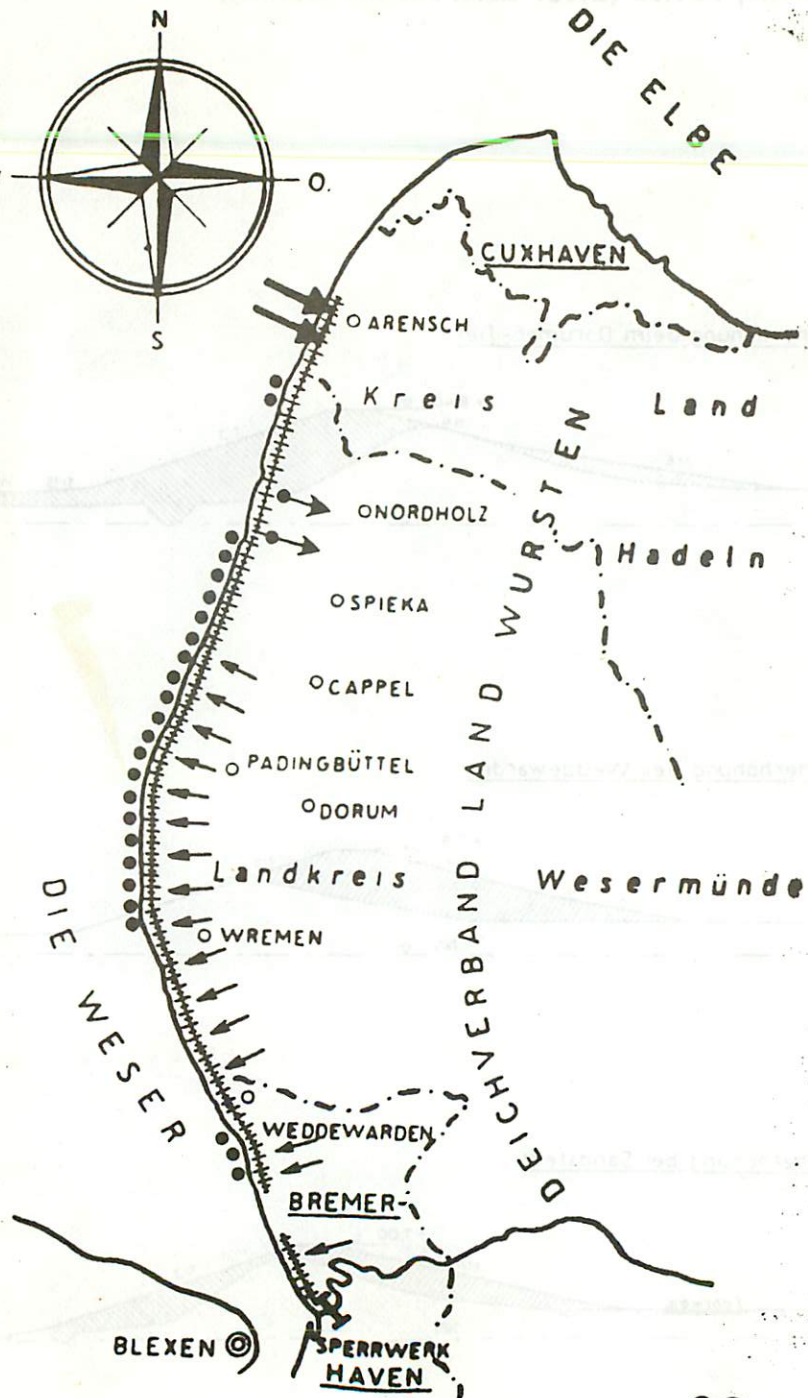 N
O.
S
DIE ELBE
CUXHAVEN
ARENSCH
Kreis Land
NORDHOLZ
Hadeln
SPIEKA
CAPPEL
PADINGBÜTTEL
DORUM
Landkreis Wesermünde
WREMEN
DIE WESER
DEICHVERBAND LAND WURSTEN
WEDDEWARDEN
BREMER-
BLEXEN
SPERRWERK
HAVEN